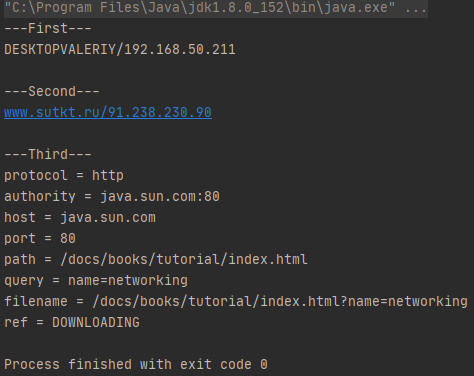 "C:\Program Files\Java\jdk1.8.0_152\bin\java.exe" ...
---First---
DESKTOPVALERIY/192.168.50.211
---Second---
www.sutkt.ru/91.238.230.90
---Third---
protocol = http
authority = java.sun.com:80
host = java.sun.com
port = 80
path = /docs/books/tutorial/index.html
query = name=networking
filename = /docs/books/tutorial/index.html?name=networking
ref = DOWNLOADING
Process finished with exit code 0